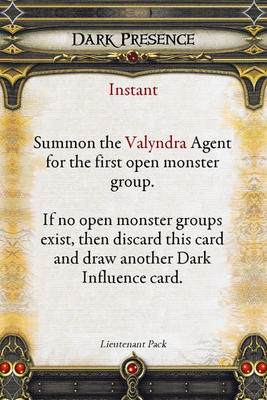 Dark Presence
Instant
Summon the Valyndra Agent
for the first open monster
group.
If no open monster groups
exist, then discard this card
and draw another Dark
Influence card.
Lieutenant Pack